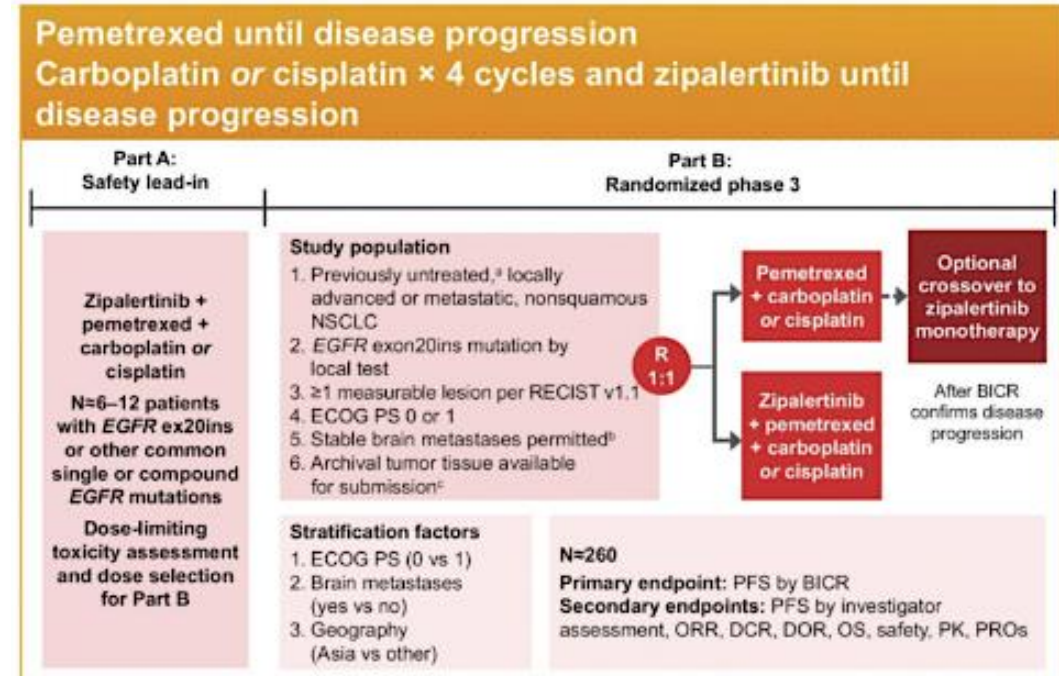 Pemetrexed until disease progression
Carboplatin or cisplatin × 4 cycles and zipalertinib until
disease progression
Part A:
Safety lead-in
Part B:
Randomized phase 3
Zipalertinib +
pemetrexed +
carboplatin or
cisplatin
N≈6–12 patients
with EGFR ex20ins
or other common
single or compound
EGFR mutations
Dose-limiting
toxicity assessment
and dose selection
for Part B
Study population
1. Previously untreated,ᵃ locally
advanced or metastatic, nonsquamous
NSCLC
2. EGFR exon20ins mutation by
local test
3. ≥1 measurable lesion per RECIST v1.1
4. ECOG PS 0 or 1
5. Stable brain metastases permittedᵇ
6. Archival tumor tissue available
for submissionᶜ
R
1:1
Pemetrexed
+ carboplatin
or cisplatin
Zipalertinib
+ pemetrexed
+ carboplatin
or cisplatin
Optional
crossover to
zipalertinib
monotherapy
After BICR
confirms disease
progression
Stratification factors
1. ECOG PS (0 vs 1)
2. Brain metastases
(yes vs no)
3. Geography
(Asia vs other)
N≈260
Primary endpoint: PFS by BICR
Secondary endpoints: PFS by investigator
assessment, ORR, DCR, DOR, OS, safety, PK, PROs